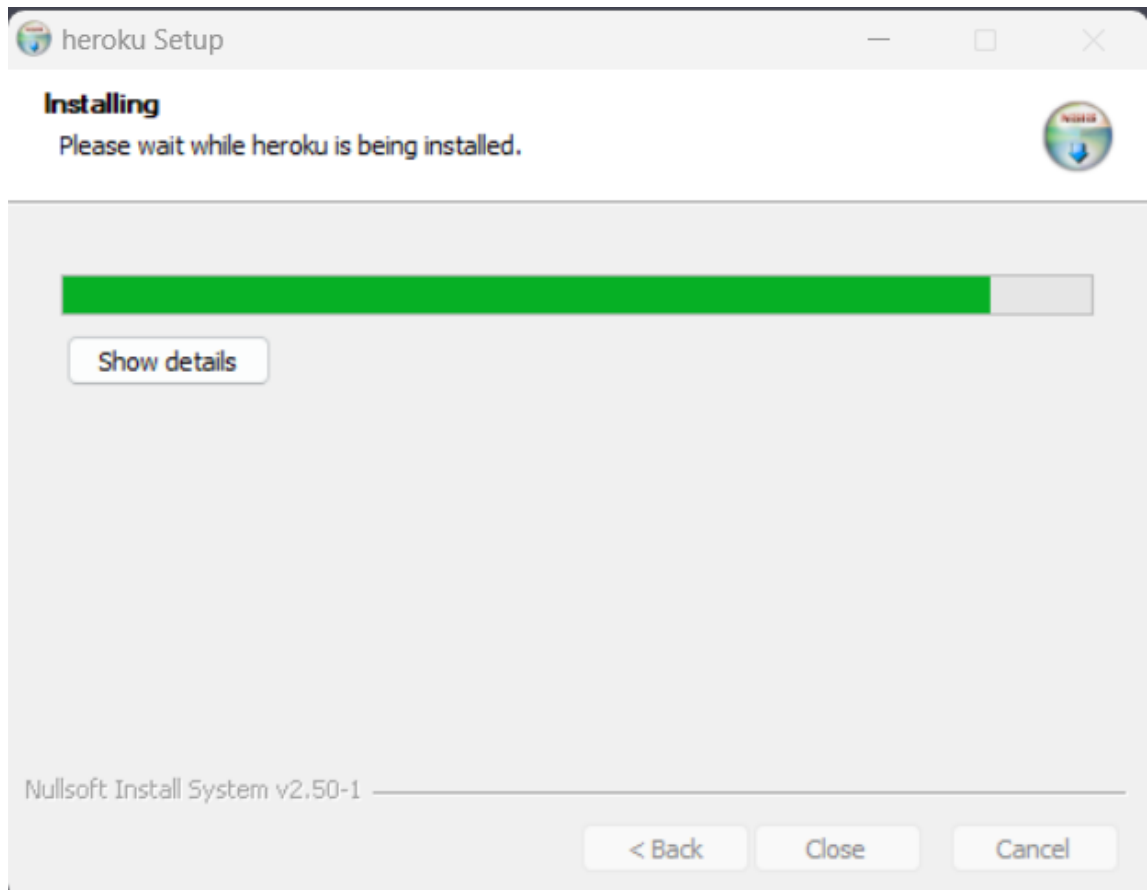 heroku Setup
Installing
Please wait while heroku is being installed.
Show details
Nullsoft Install System v2.50-1
< Back
Close
Cancel